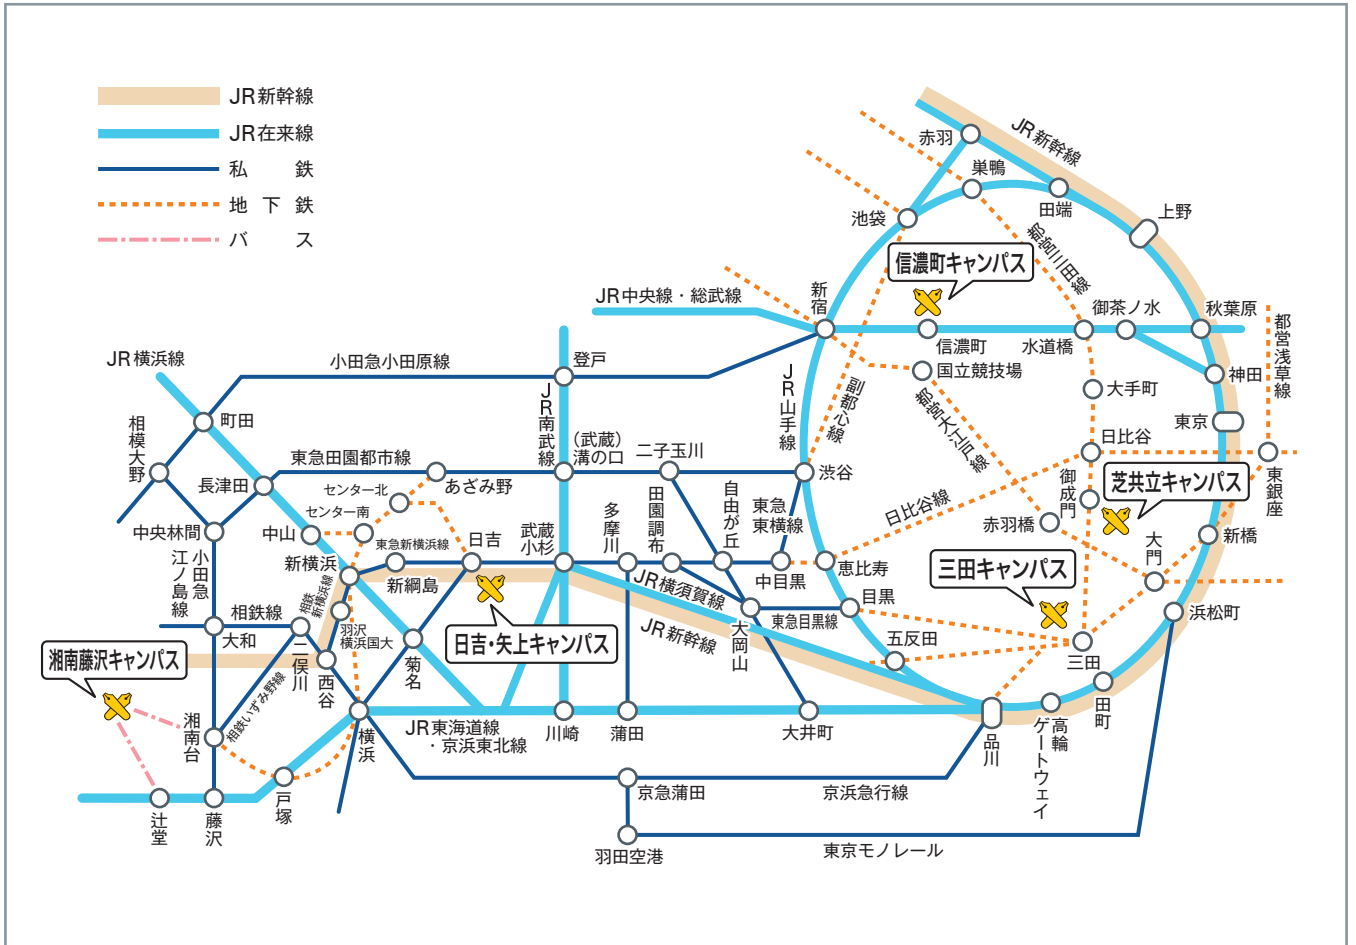 JR新幹線
JR在来線
私鉄
地下鉄
バス
赤羽
JR新幹線
巣鴨
田端
上野
池袋
都営三田線
信濃町キャンパス
JR中央線・総武線
新宿
信濃町
水道橋
御茶ノ水
秋葉原
都営浅草線
JR横浜線
小田急小田原線
登戸
JR南武線
JR山手線
副都心線
国立競技場
都営大江戸線
大手町
神田
東京
町田
相模大野
東急田園都市線
(武蔵)
溝の口
二子玉川
渋谷
日比谷
東銀座
長津田
センター北
あざみ野
センター南
中央林間
中山
東急新横浜線
日吉
武蔵
小杉
多摩川
田園調布
自由が丘
東急
東横線
日比谷線
御成門
芝共立キャンパス
赤羽橋
大門
新橋
小田急
江ノ島線
新横浜
新綱島
中目黒
恵比寿
三田キャンパス
相鉄
新横浜線
JR横須賀線
目黒
浜松町
相鉄線
大和
羽沢
横浜国大
JR新幹線
大岡山
東急目黒線
五反田
三田
日吉・矢上キャンパス
湘南藤沢キャンパス
二俣川
西谷
菊名
相鉄いずみ野線
湘南台
横浜
JR東海道線
・京浜東北線
川崎
蒲田
大井町
品川
高輪
ゲートウェイ
田町
戸塚
辻堂
藤沢
京急蒲田
京浜急行線
羽田空港
東京モノレール